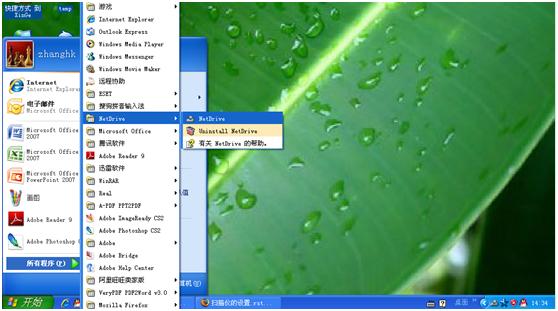 快捷方式 到
XinGe
temp
zhanghk
Internet
Internet Explorer
电子邮件
Microsoft Office
Microsoft Office
Word 2007
Microsoft Office
PowerPoint 2007
画图
Adobe Reader 9
Adobe Photoshop
所有程序(P)
游戏
Internet Explorer
Outlook Express
Windows Media Player
Windows Messenger
Windows Movie Maker
远程协助
ESET
搜狗拼音输入法
NetDrive
Microsoft Office
腾讯软件
Adobe Reader 9
迅雷软件
WinRAR
Real
A-PDF PPT2PDF
Adobe ImageReady CS2
Adobe Photoshop CS2
Adobe
Adobe Bridge
Adobe Help Center
阿里旺旺卖家版
VeryPDF PDF2Word v3.0
Mozilla Firefox
NetDrive
Uninstall NetDrive
有关 NetDrive 的帮助。
算机(U)
开始
扫描仪的设置.rst...
桌面
14:34